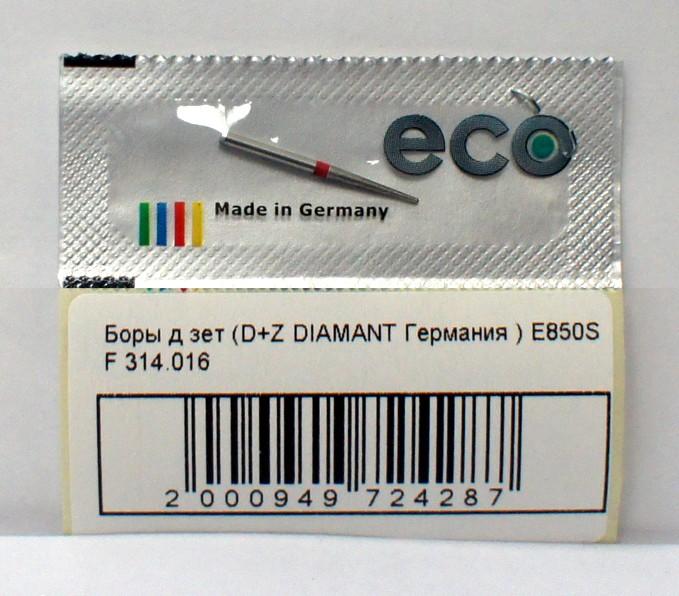 eco
Made in Germany
Боры д зет (D+Z DIAMANT Германия ) E850S
F 314.016
2 000949 724287